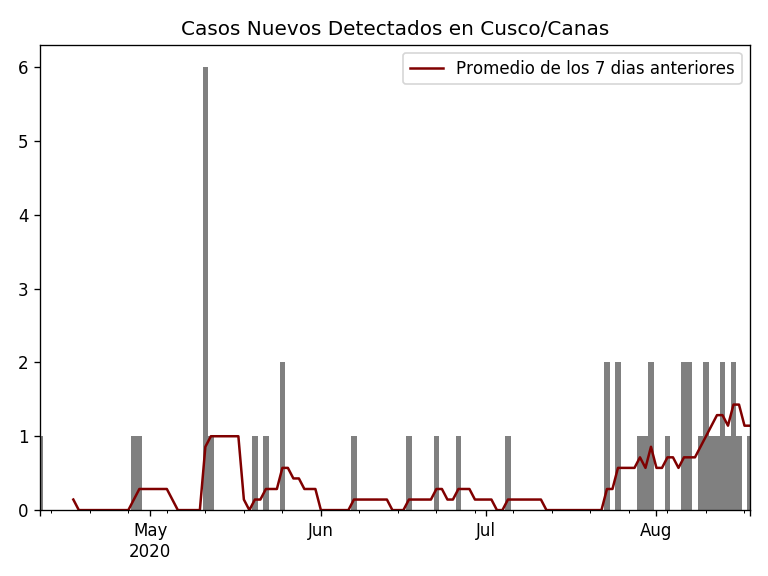 Casos Nuevos Detectados en Cusco/Canas
Promedio de los 7 dias anteriores
6
5
4
3
2
1
0
May Jun Jul Aug
2020